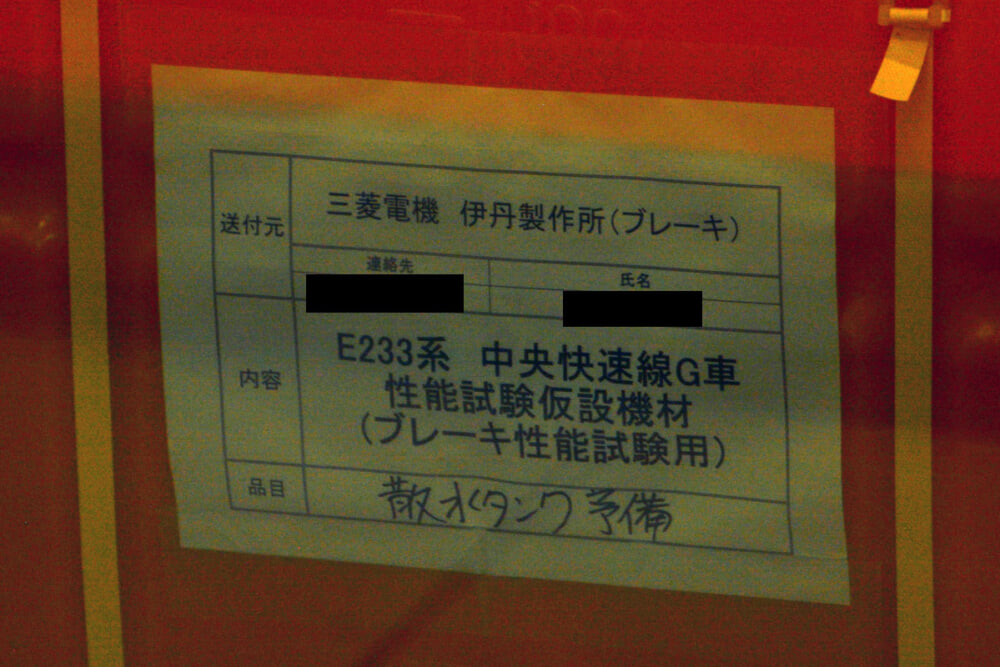 送付元
三菱電機 伊丹製作所(ブレーキ)
連絡先 氏名
内容
E233系 中央快速線G車
性能試験仮設機材
(ブレーキ性能試験用)
品目
散水タンク予備